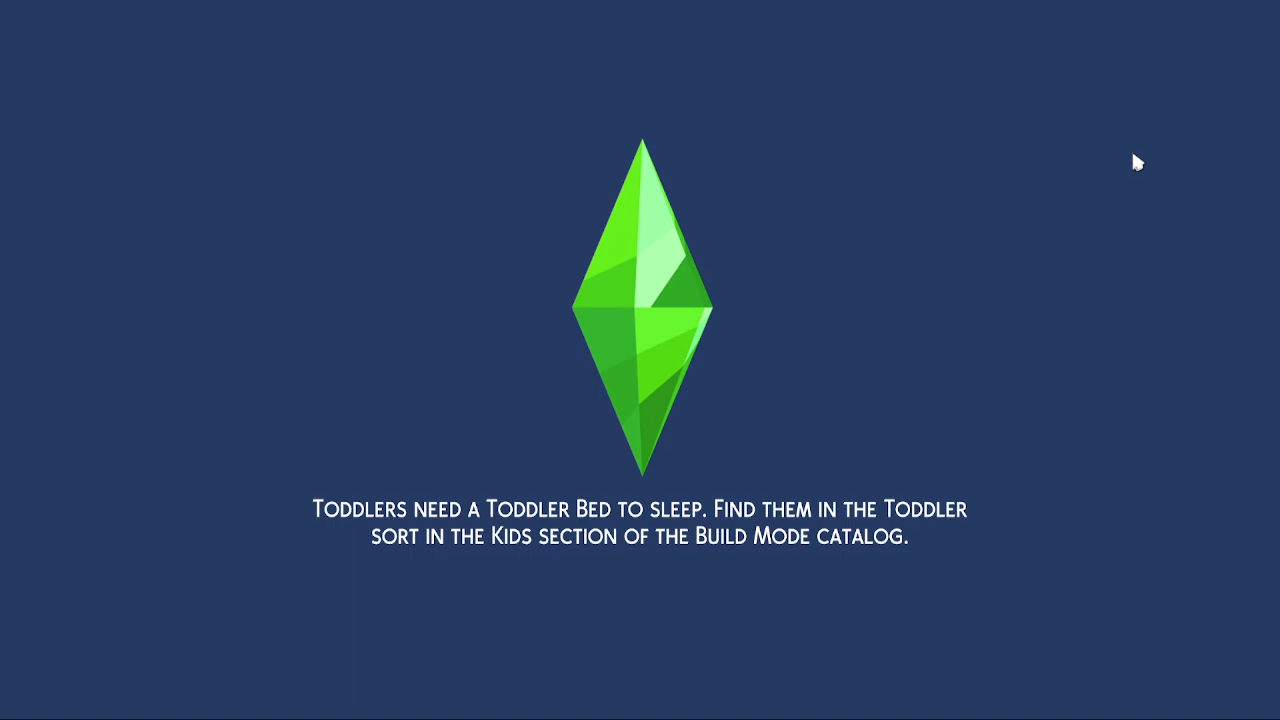 Toddlers need a Toddler Bed to sleep. Find them in the Toddler
sort in the Kids section of the Build Mode catalog.